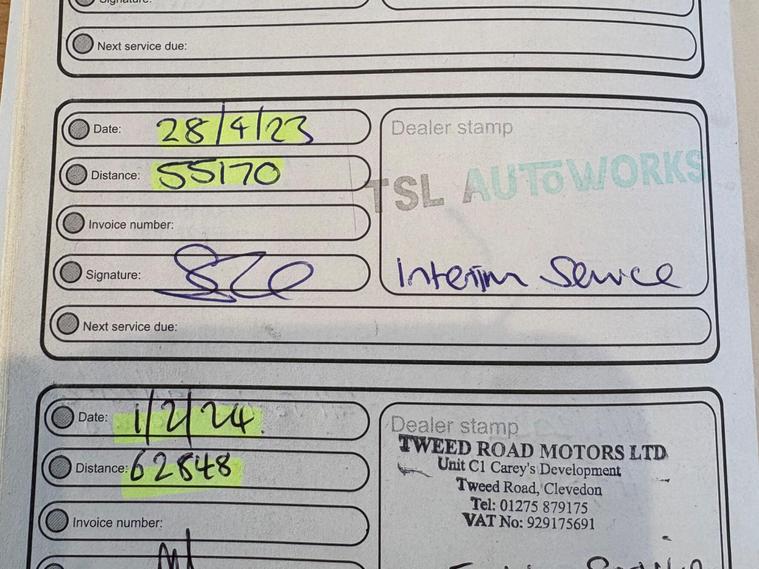 Signature:
Next service due:
Date: 28/4/23
Dealer stamp
Distance: 55170
TSL AUTOWORKS
Invoice number:
Signature:
Interim Service
Next service due:
Date: 1/2/24
Dealer stamp
TWEED ROAD MOTORS LTD
Unit C1 Carey's Development
Distance: 62848
Tweed Road, Clevedon
Tel: 01275 879175
VAT No: 929175691
Invoice number: